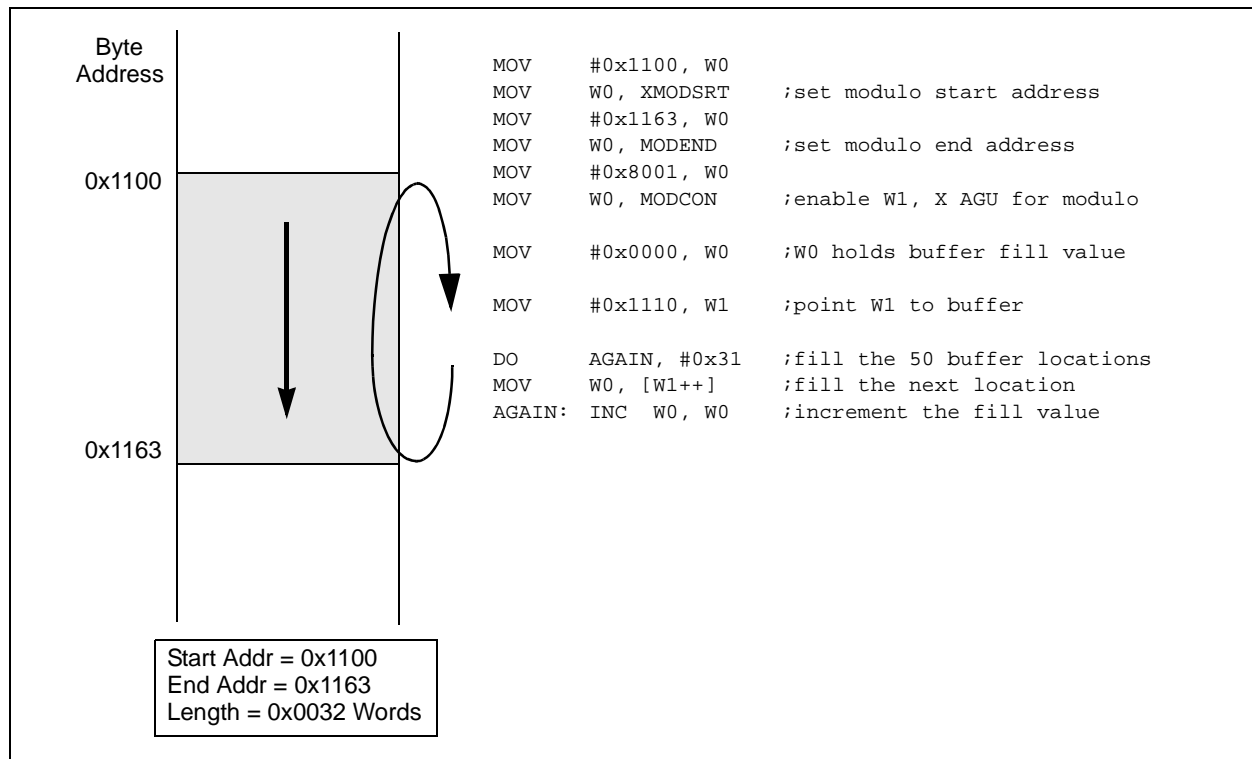 Byte
Address
0x1100
0x1163
MOV #0x1100, W0
MOV W0, XMODSRT ;set modulo start address
MOV #0x1163, W0
MOV W0, MODEND ;set modulo end address
MOV #0x8001, W0
MOV W0, MODCON ;enable W1, X AGU for modulo
MOV #0x0000, W0 ;W0 holds buffer fill value
MOV #0x1110, W1 ;point W1 to buffer
DO AGAIN, #0x31 ;fill the 50 buffer locations
MOV W0, [W1++] ;fill the next location
AGAIN: INC W0, W0 ;increment the fill value
Start Addr = 0x1100
End Addr = 0x1163
Length = 0x0032 Words